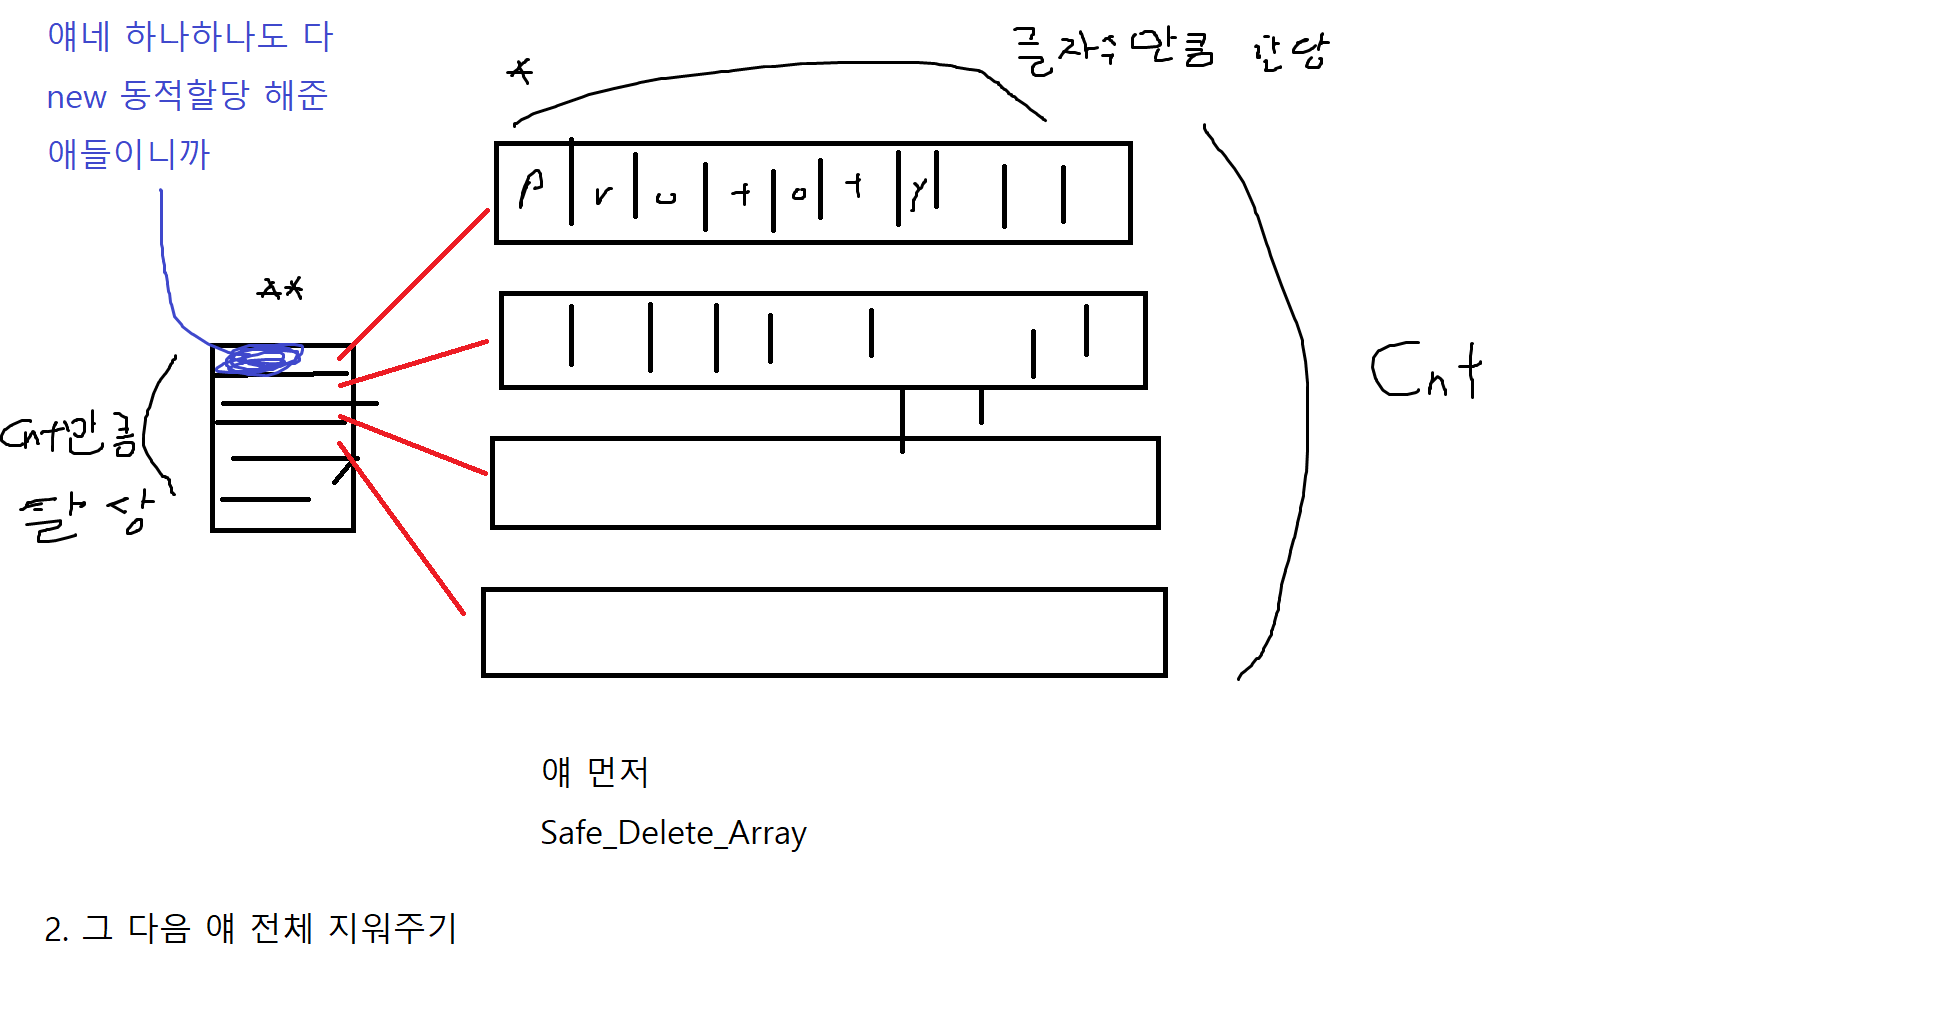 얘네 하나하나도 다
new 동적할당 해준
애들이니까
*
글자수만큼 할당
P r o t o t y
**
Cnt만큼
할당
Cnt
얘 먼저
Safe_Delete_Array
2. 그 다음 얘 전체 지워주기